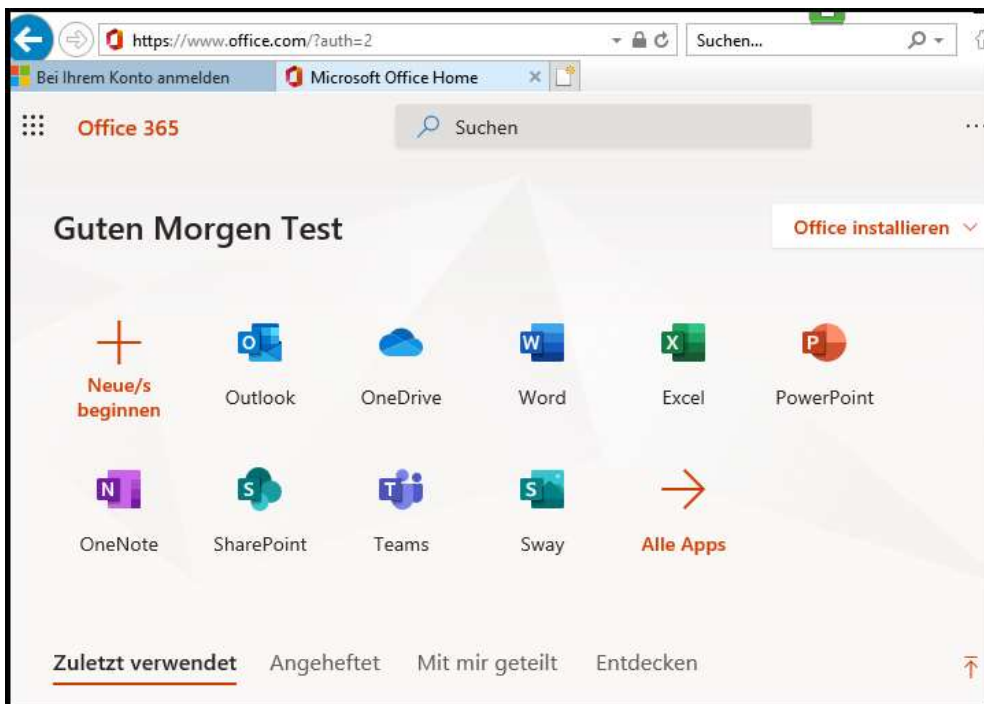 https://www.office.com/?auth=2
Suchen...
Bei Ihrem Konto anmelden
Microsoft Office Home
Office 365
Suchen
Guten Morgen Test
Office installieren
Neue/s
beginnen
Outlook
OneDrive
Word
Excel
PowerPoint
OneNote
SharePoint
Teams
Sway
Alle Apps
Zuletzt verwendet
Angeheftet
Mit mir geteilt
Entdecken